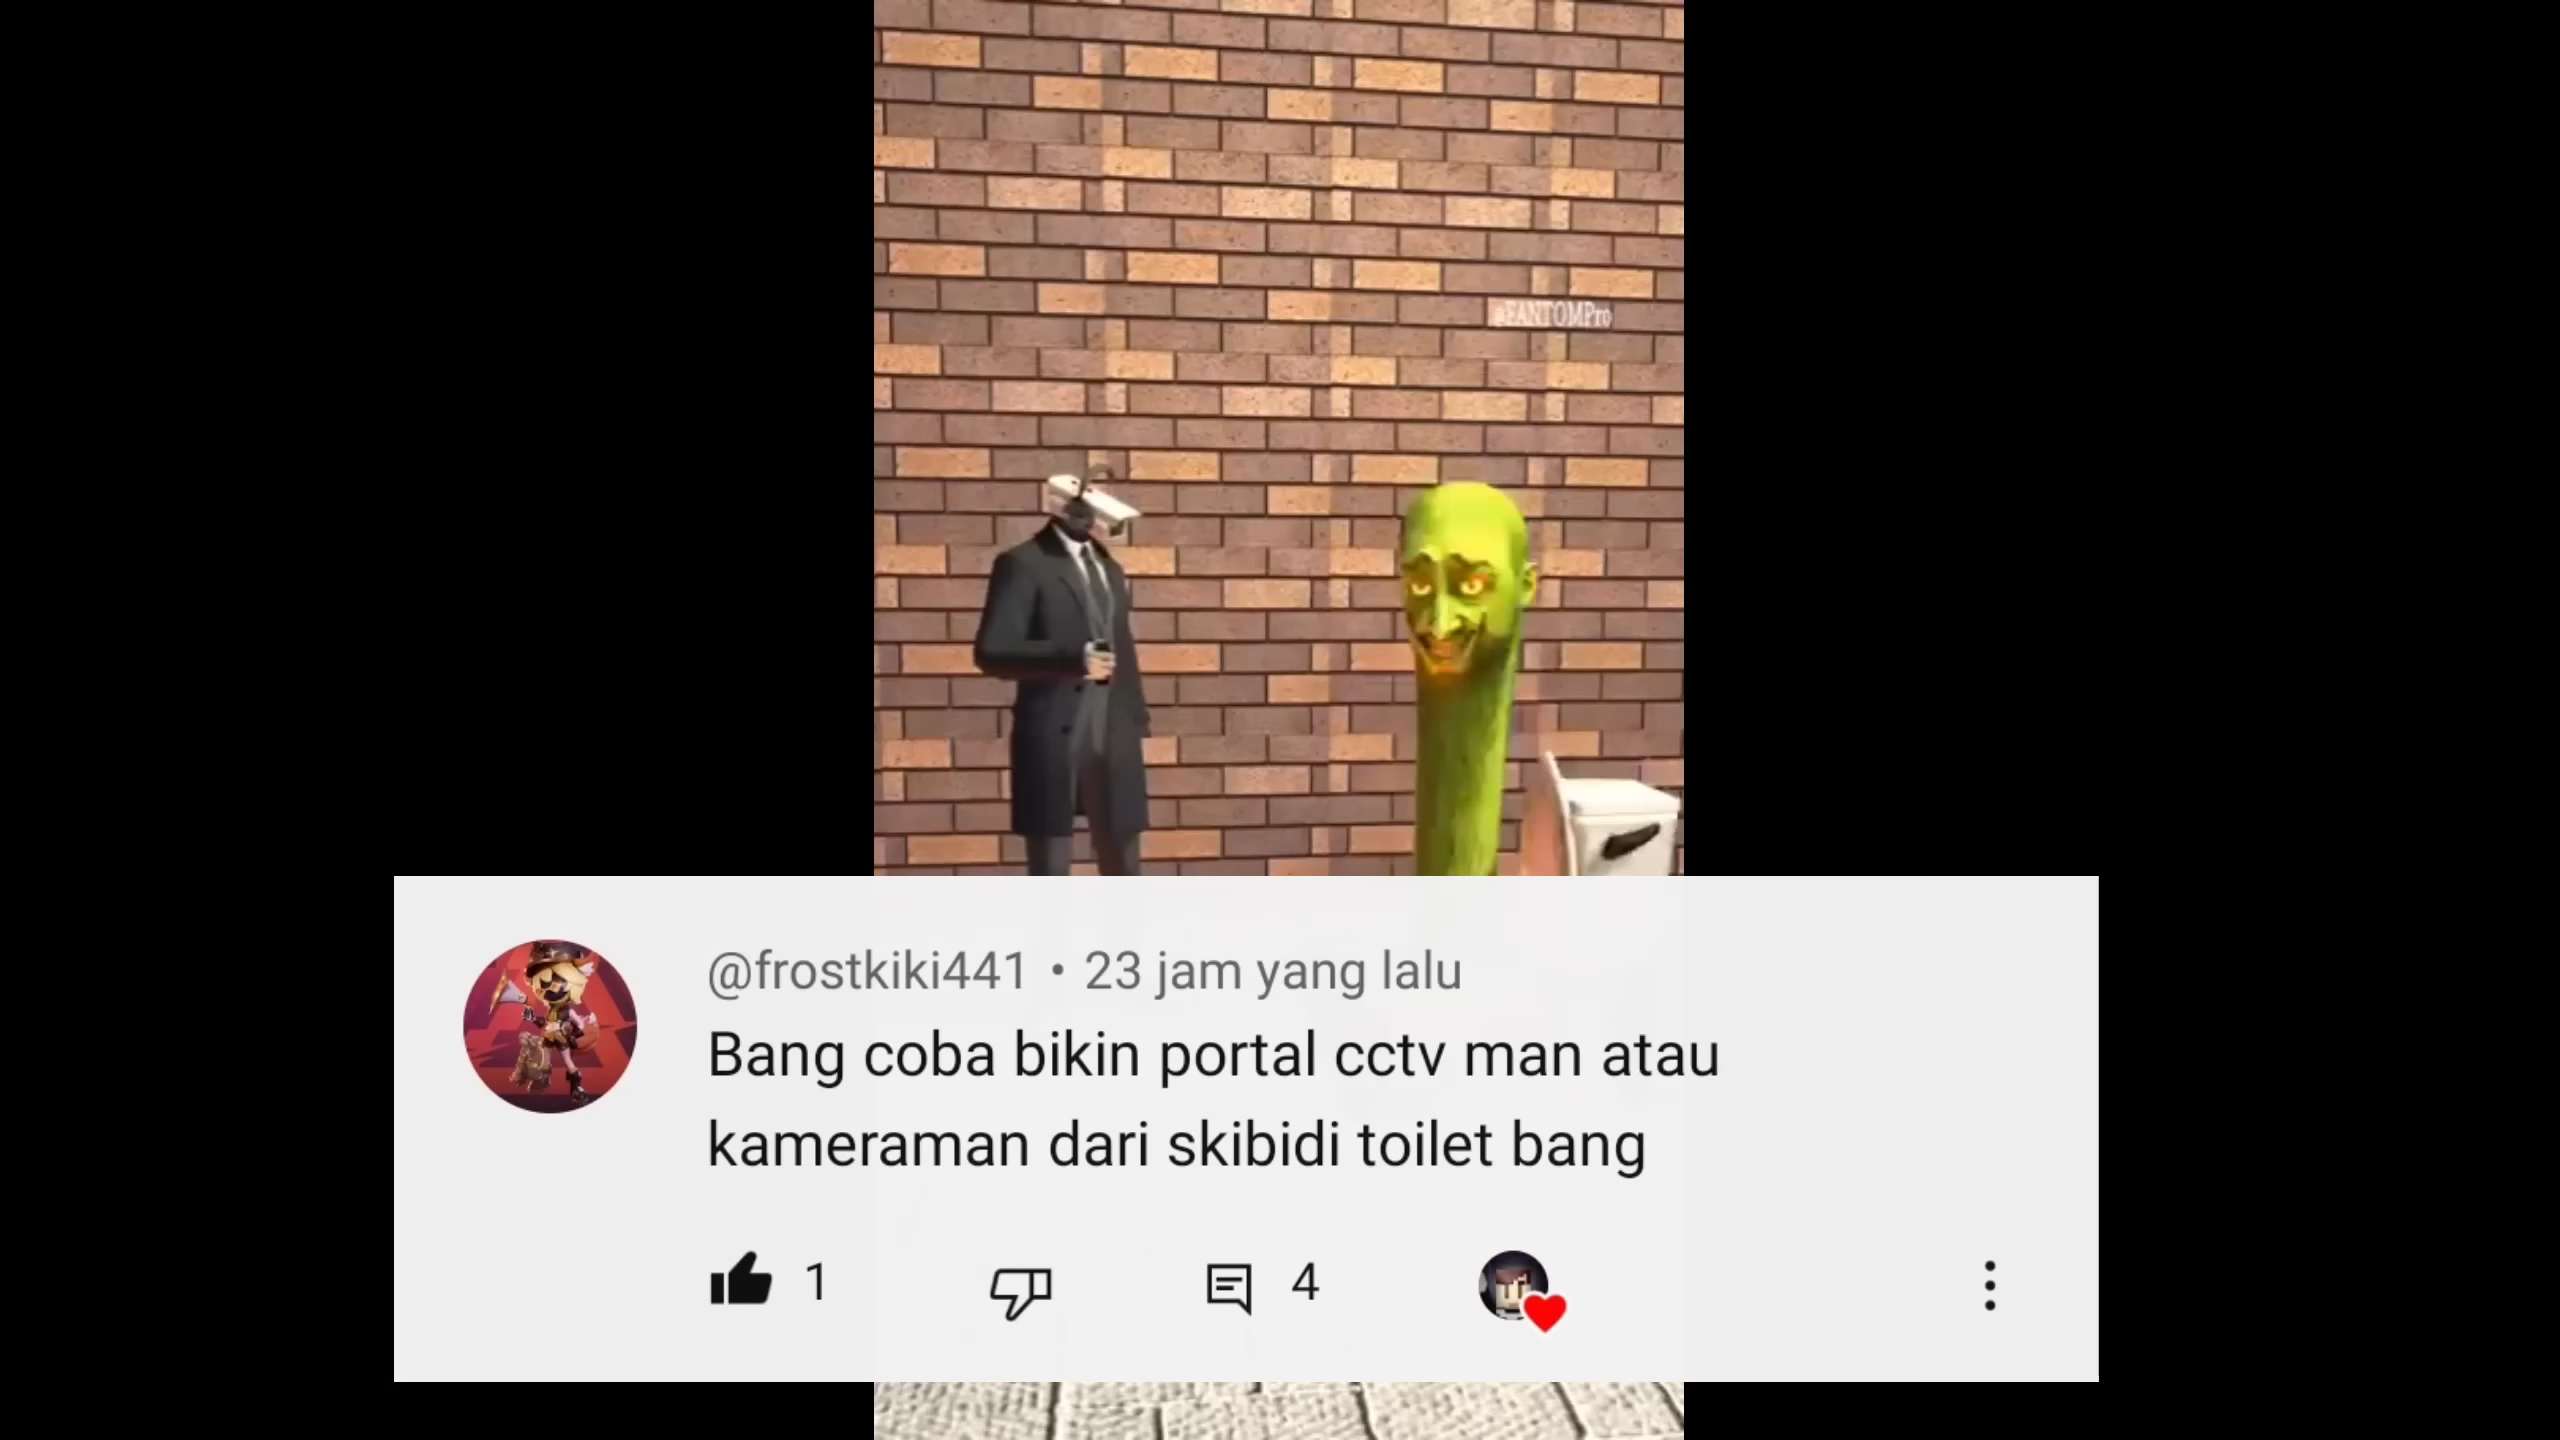 @FANTOMPro
@frostkiki441 • 23 jam yang lalu
Bang coba bikin portal cctv man atau
kameraman dari skibidi toilet bang
1
4